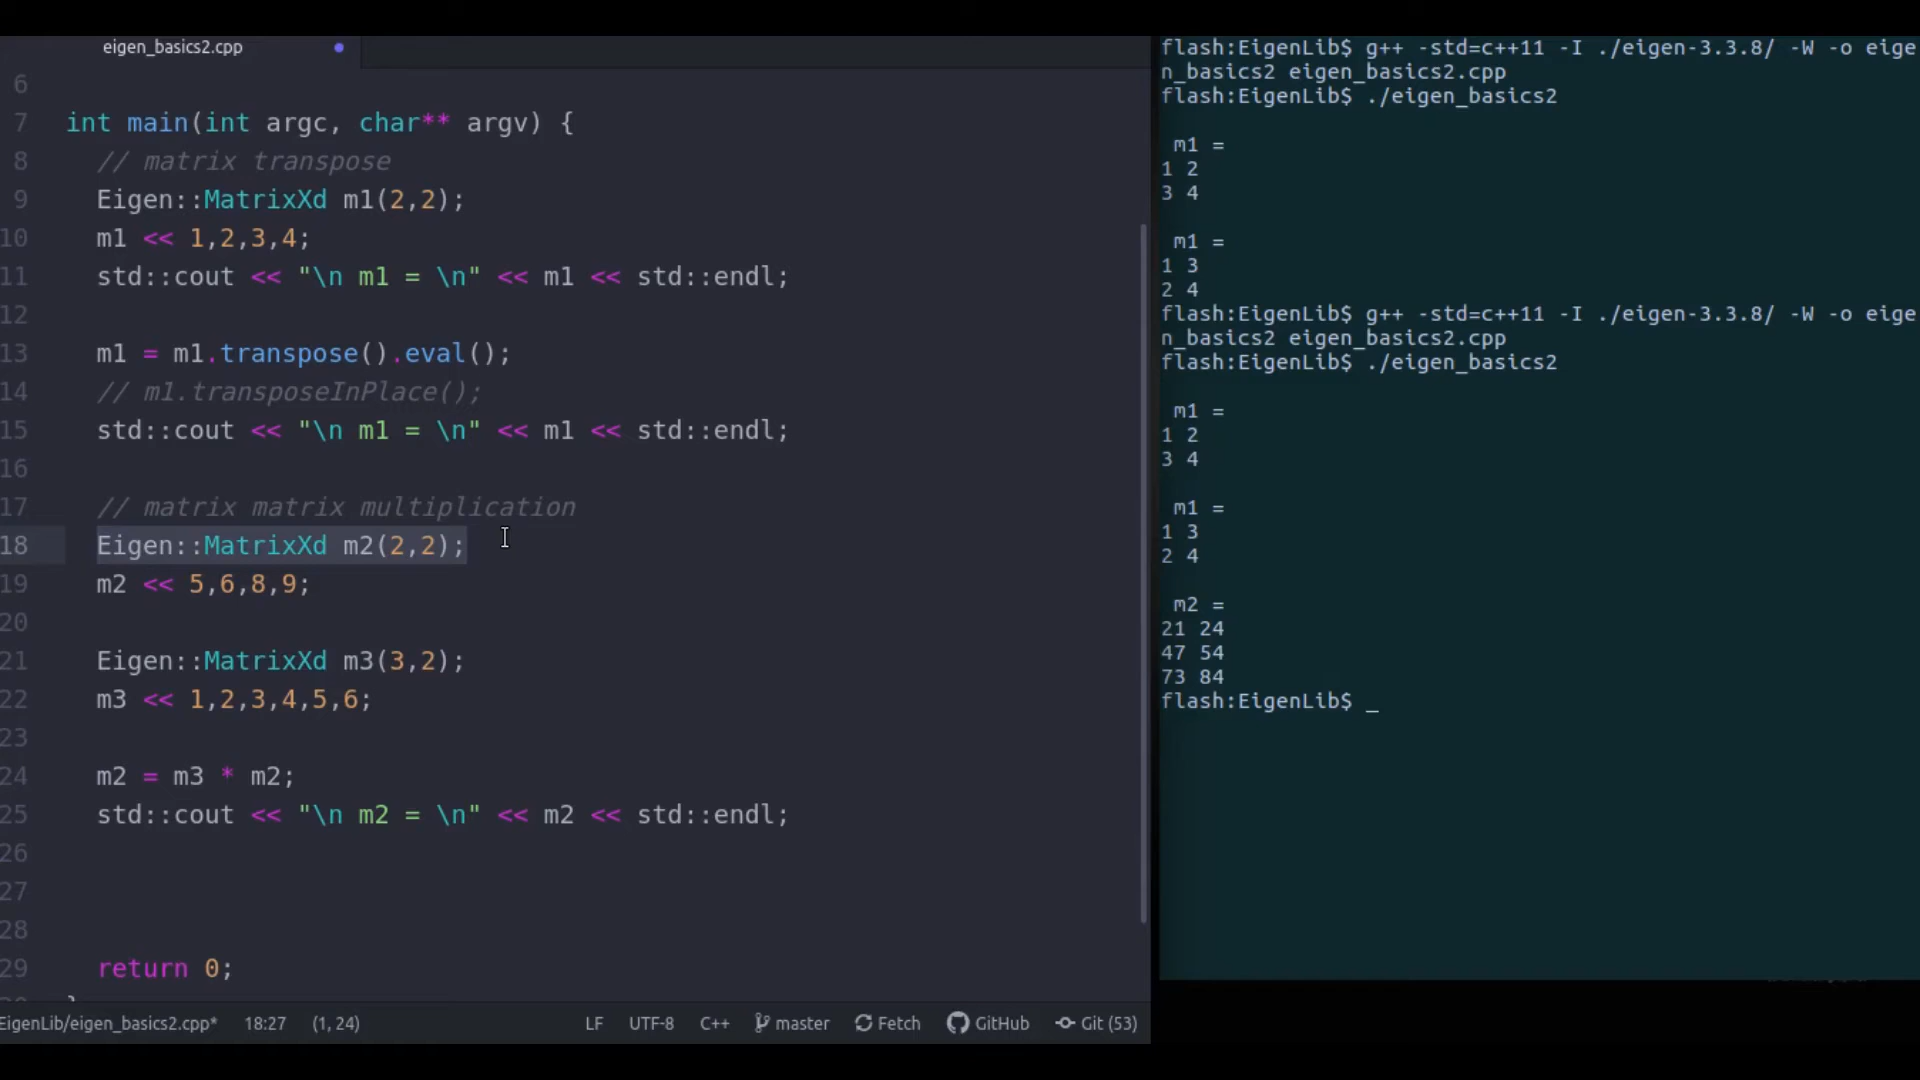 eigen_basics2.cpp
6
7 int main(int argc, char** argv) {
8 // matrix transpose
9 Eigen::MatrixXd m1(2,2);
10 m1 << 1,2,3,4;
11 std::cout << "\n m1 = \n" << m1 << std::endl;
12
13 m1 = m1.transpose().eval();
14 // m1.transposeInPlace();
15 std::cout << "\n m1 = \n" << m1 << std::endl;
16
17 // matrix matrix multiplication
18 Eigen::MatrixXd m2(2,2);
19 m2 << 5,6,8,9;
20
21 Eigen::MatrixXd m3(3,2);
22 m3 << 1,2,3,4,5,6;
23
24 m2 = m3 * m2;
25 std::cout << "\n m2 = \n" << m2 << std::endl;
26
27
28
29 return 0;
EigenLib/eigen_basics2.cpp* 18:27 (1, 24) LF UTF-8 C++ master Fetch GitHub Git (53)
flash:EigenLib$ g++ -std=c++11 -I ./eigen-3.3.8/ -W -o eige
n_basics2 eigen_basics2.cpp
flash:EigenLib$ ./eigen_basics2
m1 =
1 2
3 4
m1 =
1 3
2 4
flash:EigenLib$ g++ -std=c++11 -I ./eigen-3.3.8/ -W -o eige
n_basics2 eigen_basics2.cpp
flash:EigenLib$ ./eigen_basics2
m1 =
1 2
3 4
m1 =
1 3
2 4
m2 =
21 24
47 54
73 84
flash:EigenLib$ _